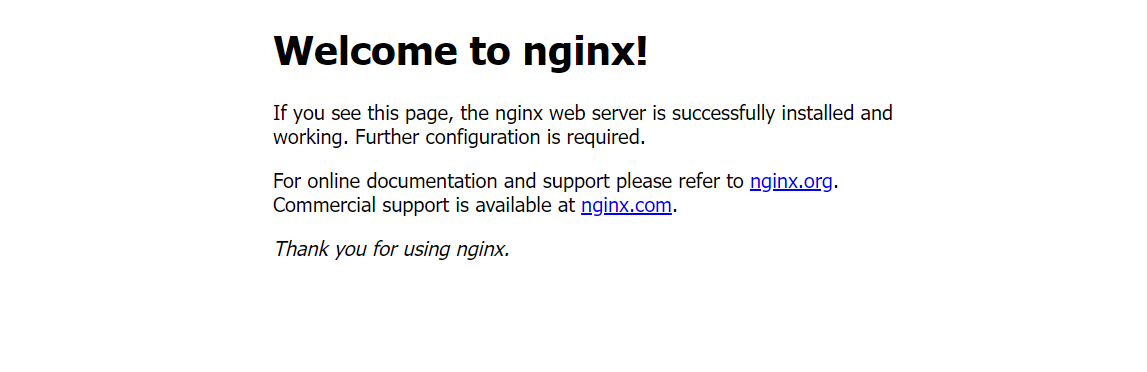 Welcome to nginx!
If you see this page, the nginx web server is successfully installed and
working. Further configuration is required.
For online documentation and support please refer to nginx.org.
Commercial support is available at nginx.com.
Thank you for using nginx.